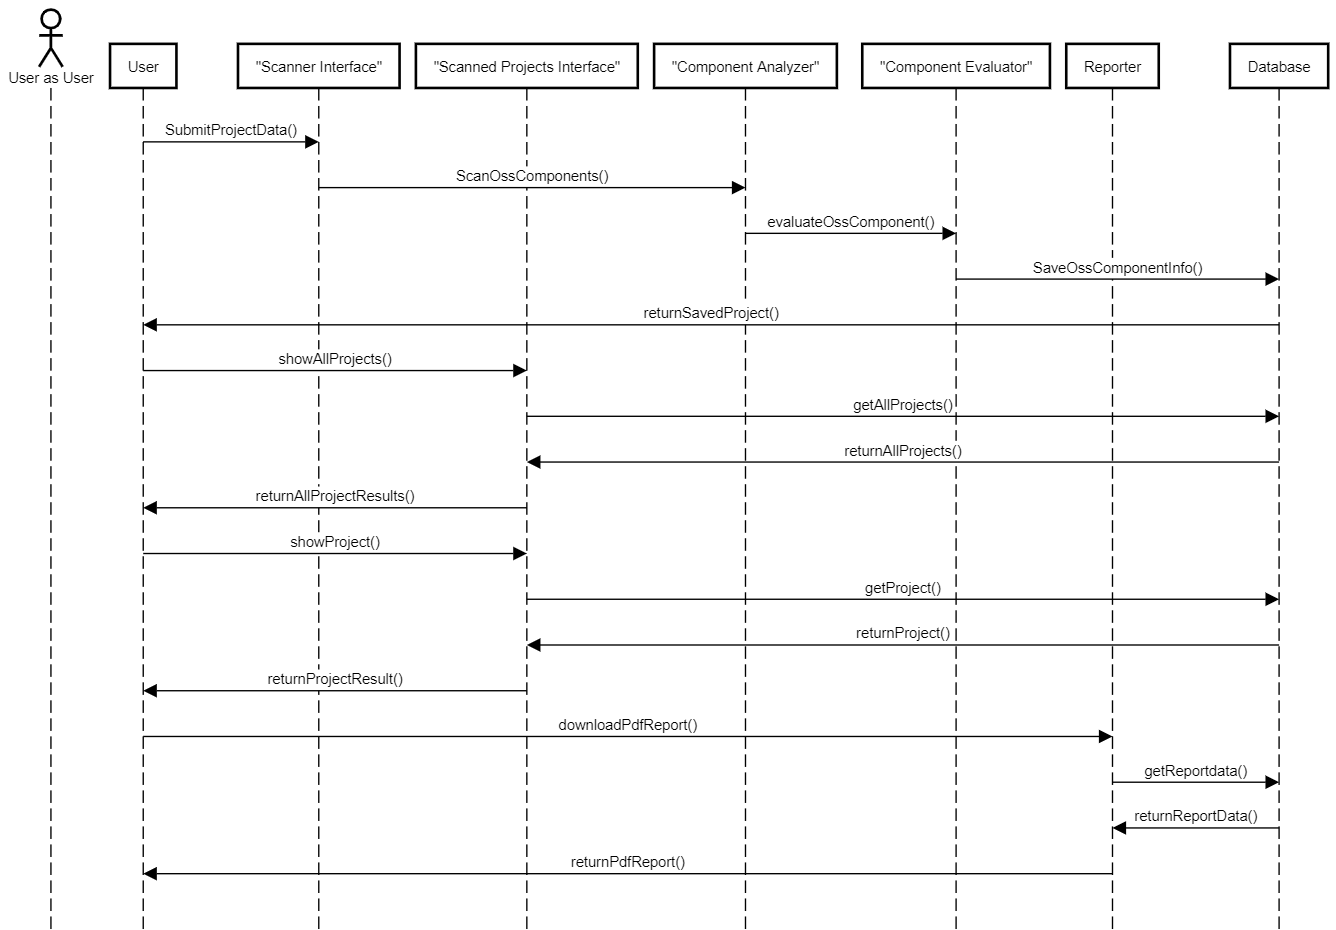 User as User
User
"Scanner Interface"
"Scanned Projects Interface"
"Component Analyzer"
"Component Evaluator"
Reporter
Database
SubmitProjectData()
ScanOssComponents()
evaluateOssComponent()
SaveOssComponentInfo()
returnSavedProject()
showAllProjects()
getAllProjects()
returnAllProjects()
returnAllProjectResults()
showProject()
getProject()
returnProject()
returnProjectResult()
downloadPdfReport()
getReportdata()
returnReportData()
returnPdfReport()